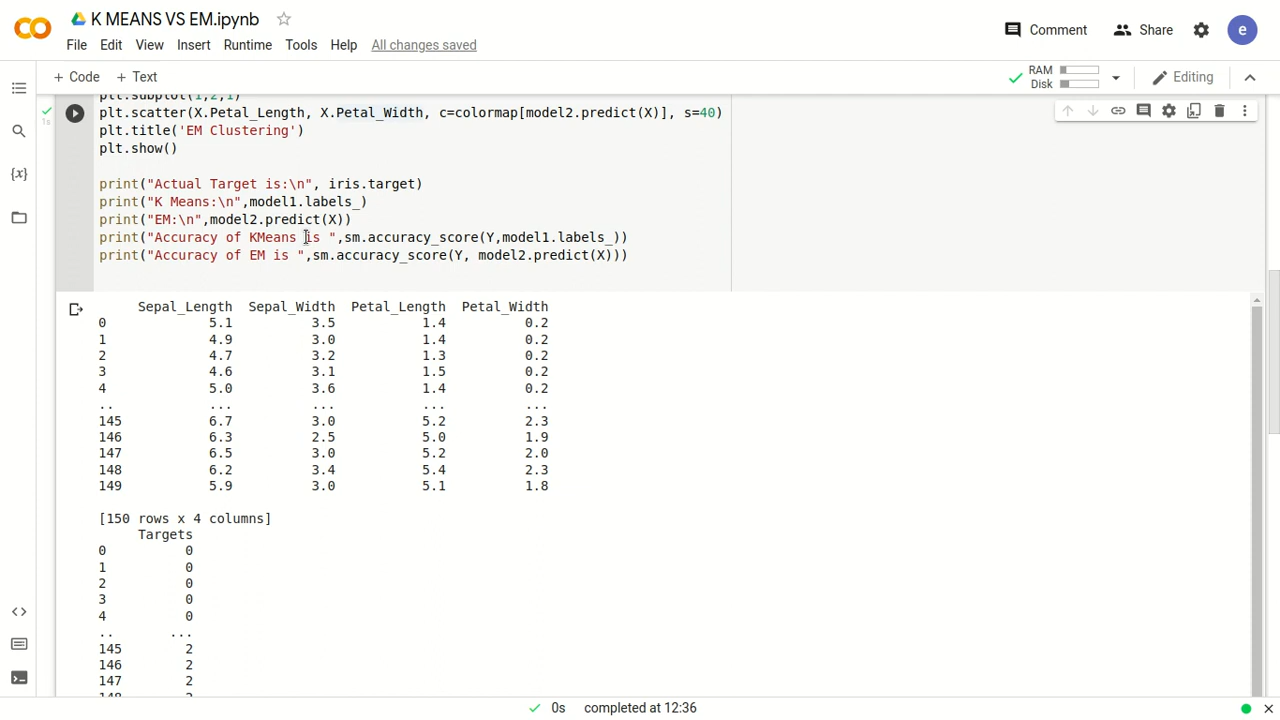 K MEANS VS EM.ipynb
Comment
Share
e
File Edit View Insert Runtime Tools Help All changes saved
+ Code + Text
RAM
Disk
Editing
plt.subplot(1,2,1)
plt.scatter(X.Petal_Length, X.Petal_Width, c=colormap[model2.predict(X)], s=40)
1s
plt.title('EM Clustering')
plt.show()
print("Actual Target is:\n", iris.target)
print("K Means:\n",model1.labels_)
print("EM:\n",model2.predict(X))
print("Accuracy of KMeans is ",sm.accuracy_score(Y,model1.labels_))
print("Accuracy of EM is ",sm.accuracy_score(Y, model2.predict(X)))
Sepal_Length Sepal_Width Petal_Length Petal_Width
0 5.1 3.5 1.4 0.2
1 4.9 3.0 1.4 0.2
2 4.7 3.2 1.3 0.2
3 4.6 3.1 1.5 0.2
4 5.0 3.6 1.4 0.2
.. ... ... ... ...
145 6.7 3.0 5.2 2.3
146 6.3 2.5 5.0 1.9
147 6.5 3.0 5.2 2.0
148 6.2 3.4 5.4 2.3
149 5.9 3.0 5.1 1.8
[150 rows x 4 columns]
Targets
0 0
1 0
2 0
3 0
4 0
.. ...
145 2
146 2
147 2
148 2
0s completed at 12:36